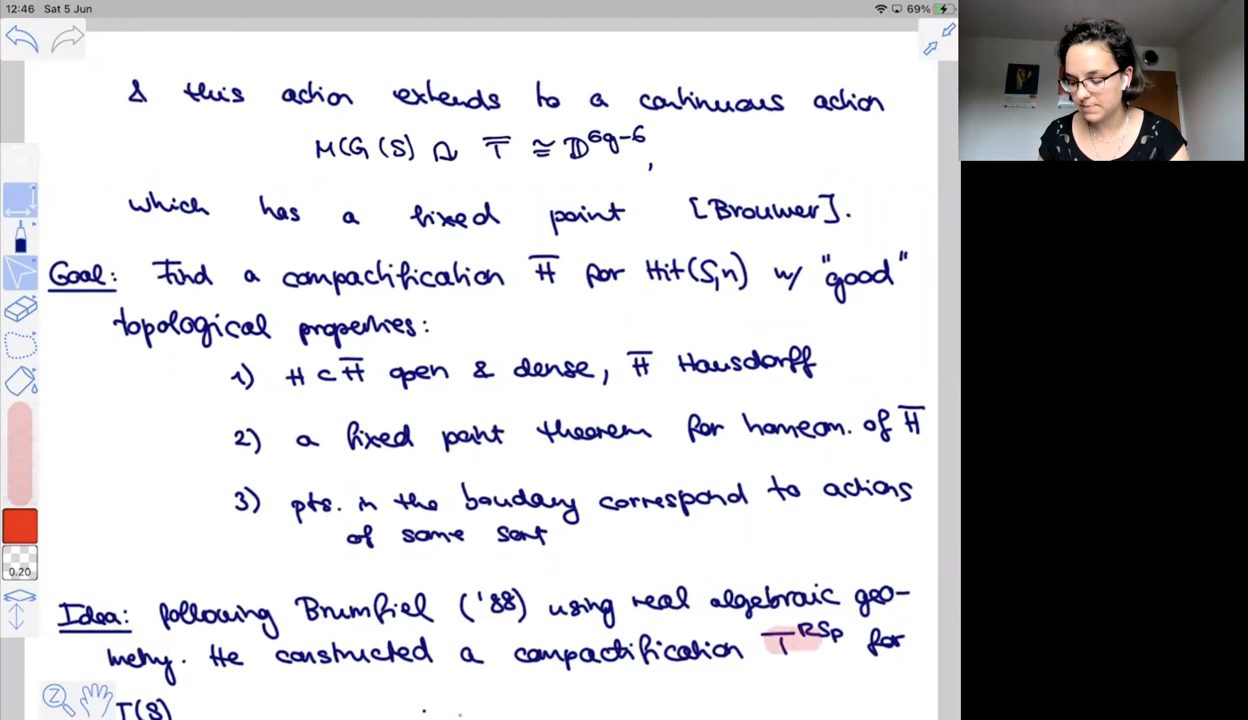 12:46 Sat 5 Jun 69%
& this action extends to a continuous action
MCG(S) ↷ T̅ ≅ 𝔻^{6g-6},
which has a fixed point [Brouwer].
Goal: Find a compactification H̅ for Hit(S,n) w/ "good"
topological properties:
1) H ⊂ H̅ open & dense, H̅ Hausdorff
2) a fixed point theorem for homeom. of H̅
3) pts. in the boudary correspond to actions
of some sort
Idea: following Brumfiel ('88) using real algebraic geo-
metry. He constructed a compactification T̅^{RSp} for
T(S)
0.20
Z